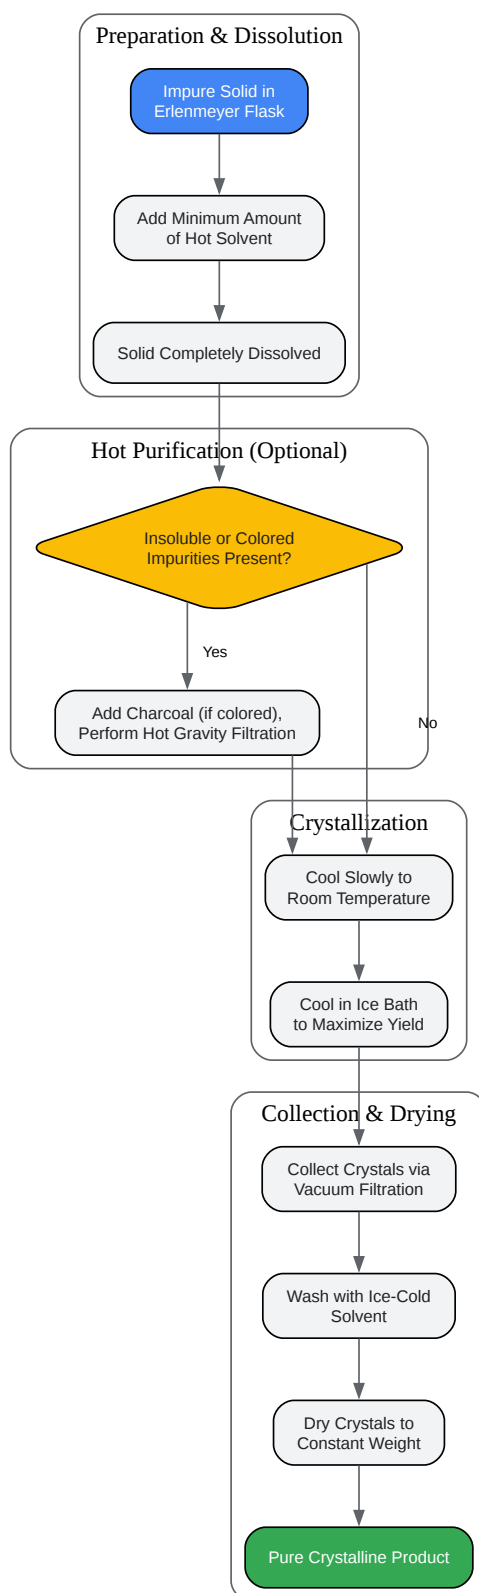 Preparation & Dissolution
Impure Solid in
Erlenmeyer Flask
Add Minimum Amount
of Hot Solvent
Solid Completely Dissolved
Hot Purification (Optional)
Insoluble or Colored
Impurities Present?
Yes
Add Charcoal (if colored),
Perform Hot Gravity Filtration
No
Crystallization
Cool Slowly to
Room Temperature
Cool in Ice Bath
to Maximize Yield
Collection & Drying
Collect Crystals via
Vacuum Filtration
Wash with Ice-Cold
Solvent
Dry Crystals to
Constant Weight
Pure Crystalline Product